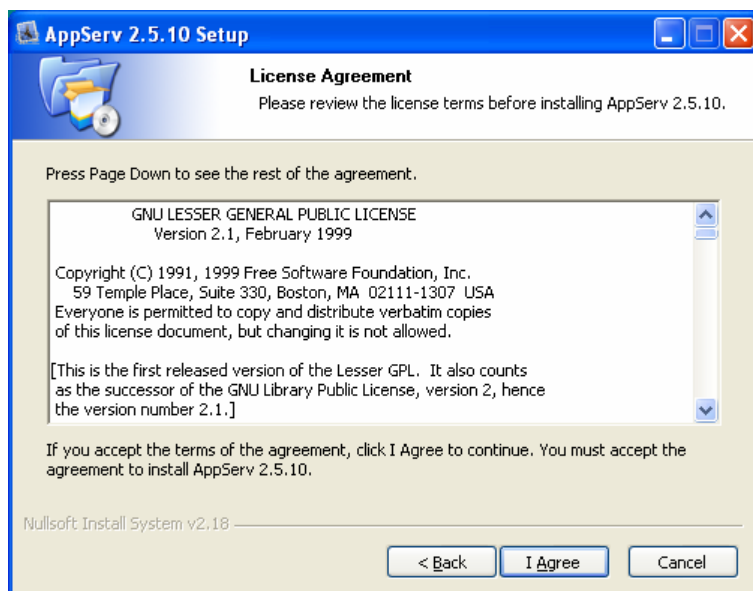 AppServ 2.5.10 Setup
License Agreement
Please review the license terms before installing AppServ 2.5.10.
Press Page Down to see the rest of the agreement.
GNU LESSER GENERAL PUBLIC LICENSE
Version 2.1, February 1999
Copyright (C) 1991, 1999 Free Software Foundation, Inc.
59 Temple Place, Suite 330, Boston, MA  02111-1307  USA
Everyone is permitted to copy and distribute verbatim copies
of this license document, but changing it is not allowed.
[This is the first released version of the Lesser GPL.  It also counts
as the successor of the GNU Library Public License, version 2, hence
the version number 2.1.]
If you accept the terms of the agreement, click I Agree to continue. You must accept the
agreement to install AppServ 2.5.10.
Nullsoft Install System v2.18
< Back
I Agree
Cancel